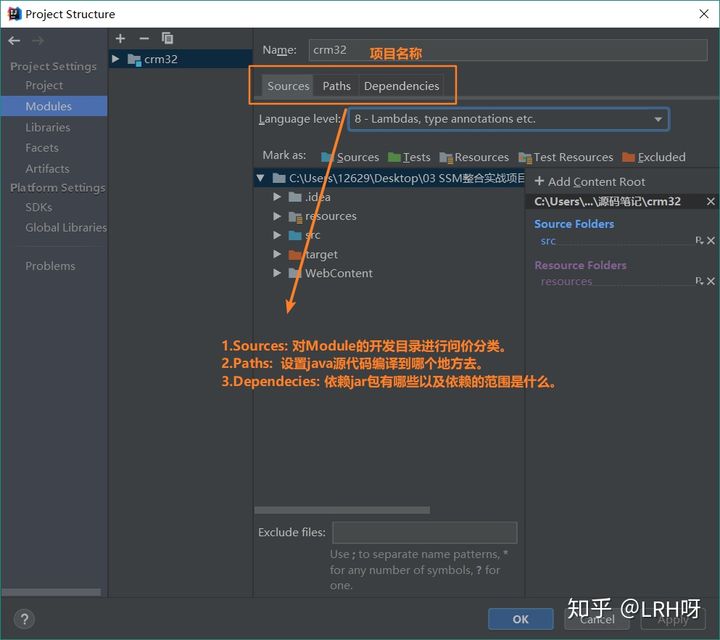 Project Structure
Project Settings
Project
Modules
Libraries
Facets
Artifacts
Platform Settings
SDKs
Global Libraries
Problems
crm32
Name: crm32
项目名称
Sources Paths Dependencies
Language level: 8 - Lambdas, type annotations etc.
Mark as: Sources Tests Resources Test Resources Excluded
C:\Users\12629\Desktop\03 SSM整合实战项目
.idea
resources
src
target
WebContent
+ Add Content Root
C:\Users\...\源码笔记\crm32
Source Folders
src
Resource Folders
resources
1.Sources: 对Module的开发目录进行问价分类。
2.Paths: 设置java源代码编译到哪个地方去。
3.Dependecies: 依赖jar包有哪些以及依赖的范围是什么。
Exclude files:
Use ; to separate name patterns, *
for any number of symbols, ? for
one.
?
OK
Cancel
Apply
知乎 @LRH呀